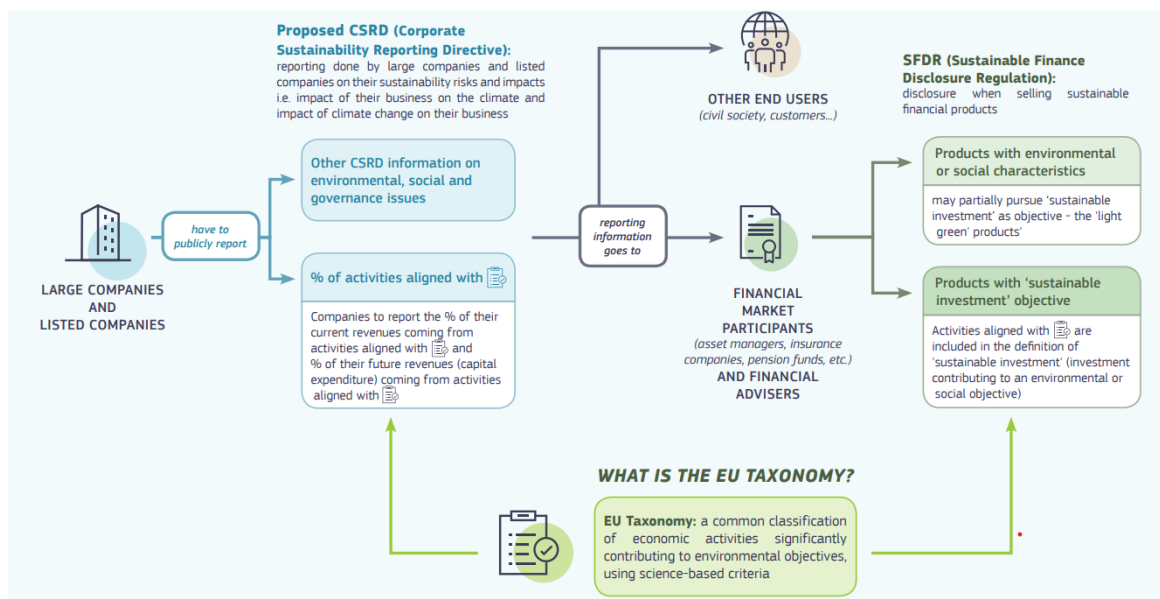 Proposed CSRD (Corporate
Sustainability Reporting Directive):
reporting done by large companies and listed
companies on their sustainability risks and impacts
i.e. impact of their business on the climate and
impact of climate change on their business
OTHER END USERS
(civil society, customers...)
SFDR (Sustainable Finance
Disclosure Regulation):
disclosure when selling sustainable
financial products
LARGE COMPANIES
AND
LISTED COMPANIES
have to
publicly report
Other CSRD information on
environmental, social and
governance issues
% of activities aligned with
Companies to report the % of their
current revenues coming from
activities aligned with and
% of their future revenues (capital
expenditure) coming from activities
aligned with
reporting
information
goes to
FINANCIAL
MARKET
PARTICIPANTS
(asset managers, insurance
companies, pension funds, etc.)
AND FINANCIAL
ADVISERS
Products with environmental
or social characteristics
may partially pursue ‘sustainable
investment’ as objective - the ‘light
green’ products’
Products with ‘sustainable
investment’ objective
Activities aligned with are
included in the definition of
‘sustainable investment’ (investment
contributing to an environmental or
social objective)
WHAT IS THE EU TAXONOMY?
EU Taxonomy: a common classification
of economic activities significantly
contributing to environmental objectives,
using science-based criteria